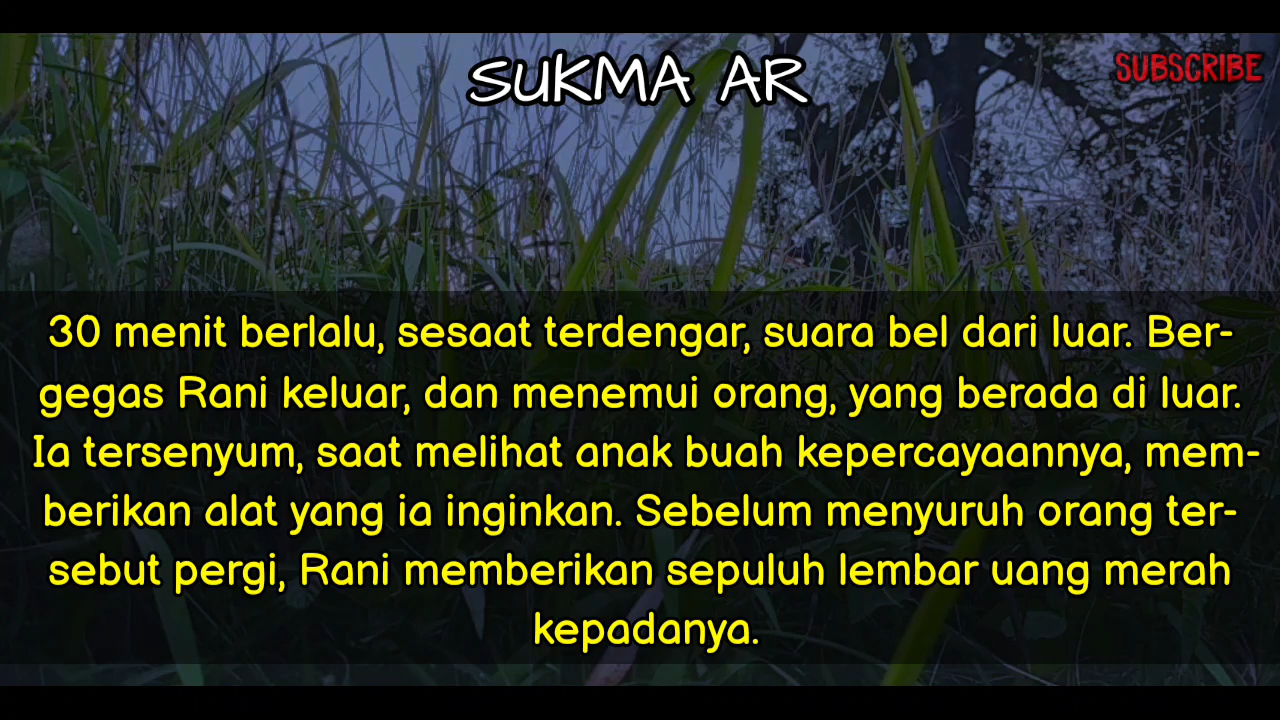 SUKMA AR
SUBSCRIBE
30 menit berlalu, sesaat terdengar, suara bel dari luar. Ber-
gegas Rani keluar, dan menemui orang, yang berada di luar.
Ia tersenyum, saat melihat anak buah kepercayaannya, mem-
berikan alat yang ia inginkan. Sebelum menyuruh orang ter-
sebut pergi, Rani memberikan sepuluh lembar uang merah
kepadanya.